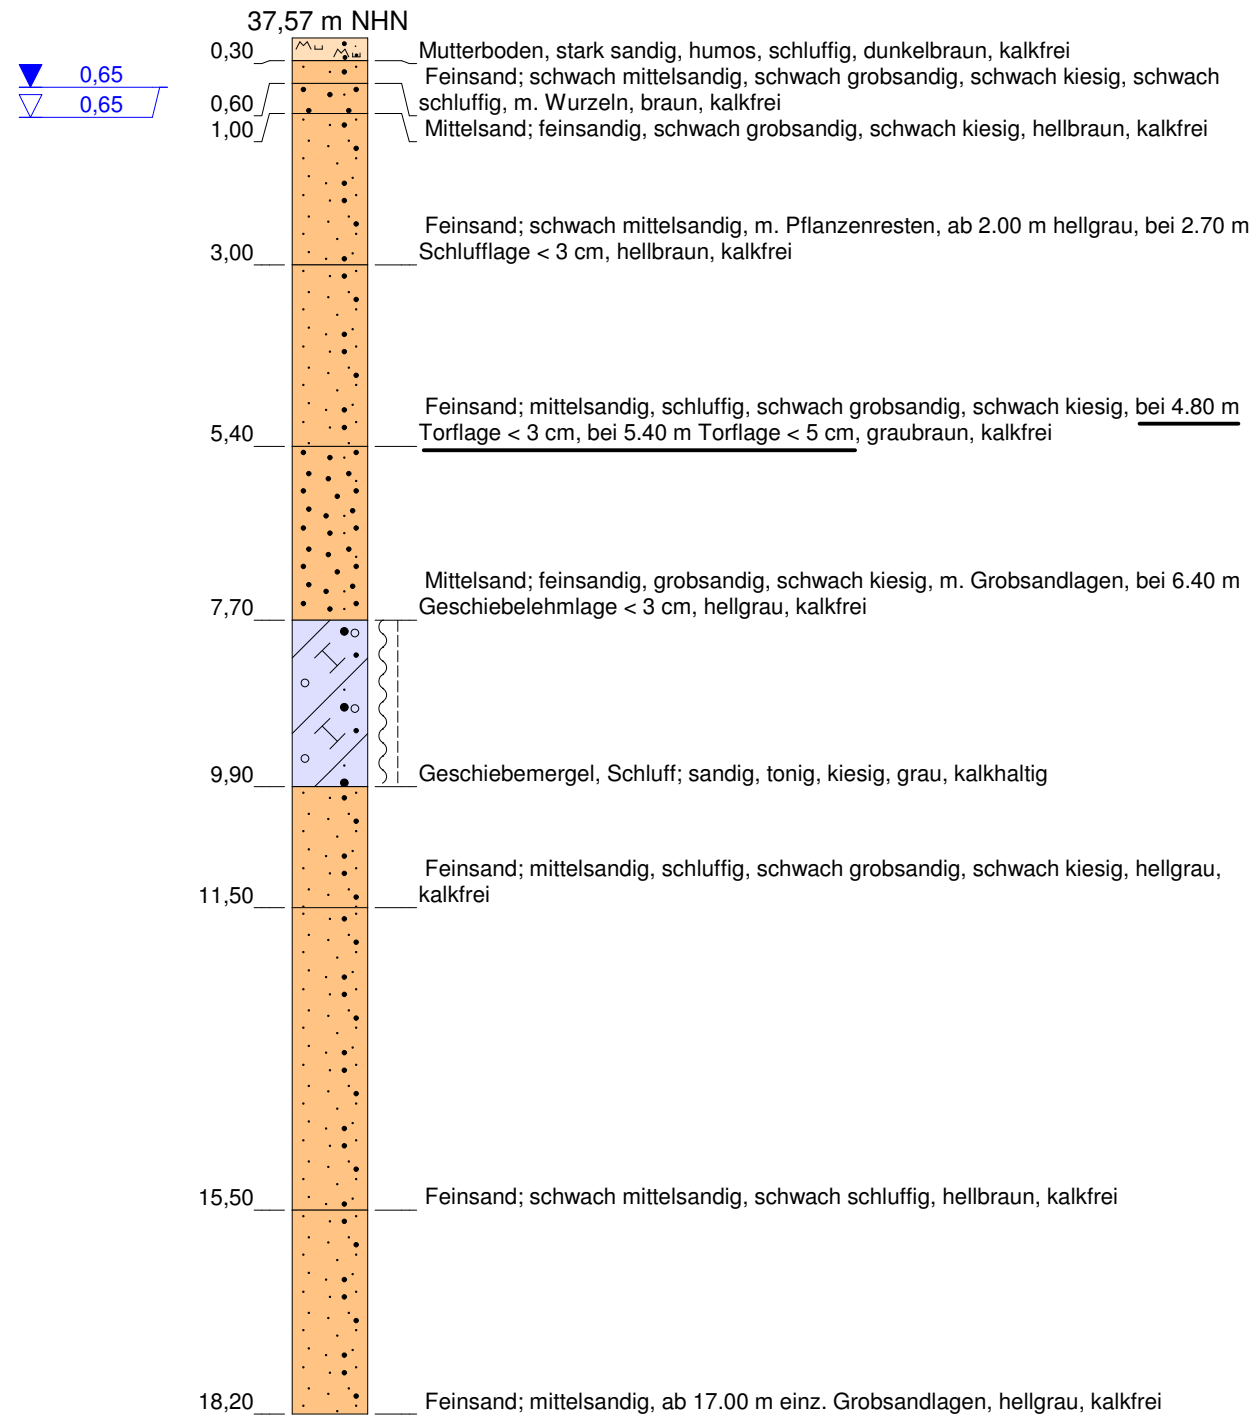 37,57 m NHN
0,30
Mutterboden, stark sandig, humos, schluffig, dunkelbraun, kalkfrei
0,65
0,65
0,60
Feinsand; schwach mittelsandig, schwach grobsandig, schwach kiesig, schwach
schluffig, m. Wurzeln, braun, kalkfrei
1,00
Mittelsand; feinsandig, schwach grobsandig, schwach kiesig, hellbraun, kalkfrei
Feinsand; schwach mittelsandig, m. Pflanzenresten, ab 2.00 m hellgrau, bei 2.70 m
3,00
Schlufflage < 3 cm, hellbraun, kalkfrei
Feinsand; mittelsandig, schluffig, schwach grobsandig, schwach kiesig, bei 4.80 m
5,40
Torflage < 3 cm, bei 5.40 m Torflage < 5 cm, graubraun, kalkfrei
Mittelsand; feinsandig, grobsandig, schwach kiesig, m. Grobsandlagen, bei 6.40 m
7,70
Geschiebelehmlage < 3 cm, hellgrau, kalkfrei
9,90
Geschiebemergel, Schluff; sandig, tonig, kiesig, grau, kalkhaltig
Feinsand; mittelsandig, schluffig, schwach grobsandig, schwach kiesig, hellgrau,
11,50
kalkfrei
15,50
Feinsand; schwach mittelsandig, schwach schluffig, hellbraun, kalkfrei
18,20
Feinsand; mittelsandig, ab 17.00 m einz. Grobsandlagen, hellgrau, kalkfrei